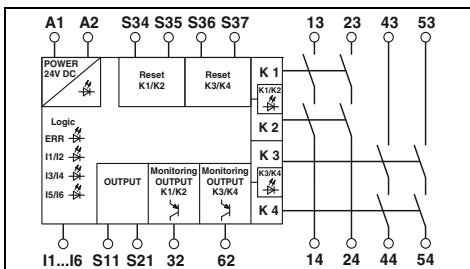 A1 A2 S34 S35 S36 S37 13 23 43 53
POWER
24V DC
Reset
K1/K2
Reset
K3/K4
K 1
K1/K2
K 2
Logic
ERR
I1/I2
I3/I4
I5/I6
K 3
OUTPUT
Monitoring
OUTPUT
K1/K2
Monitoring
OUTPUT
K3/K4
K3/K4
K 4
I1...I6 S11 S21 32 62 14 24 44 54